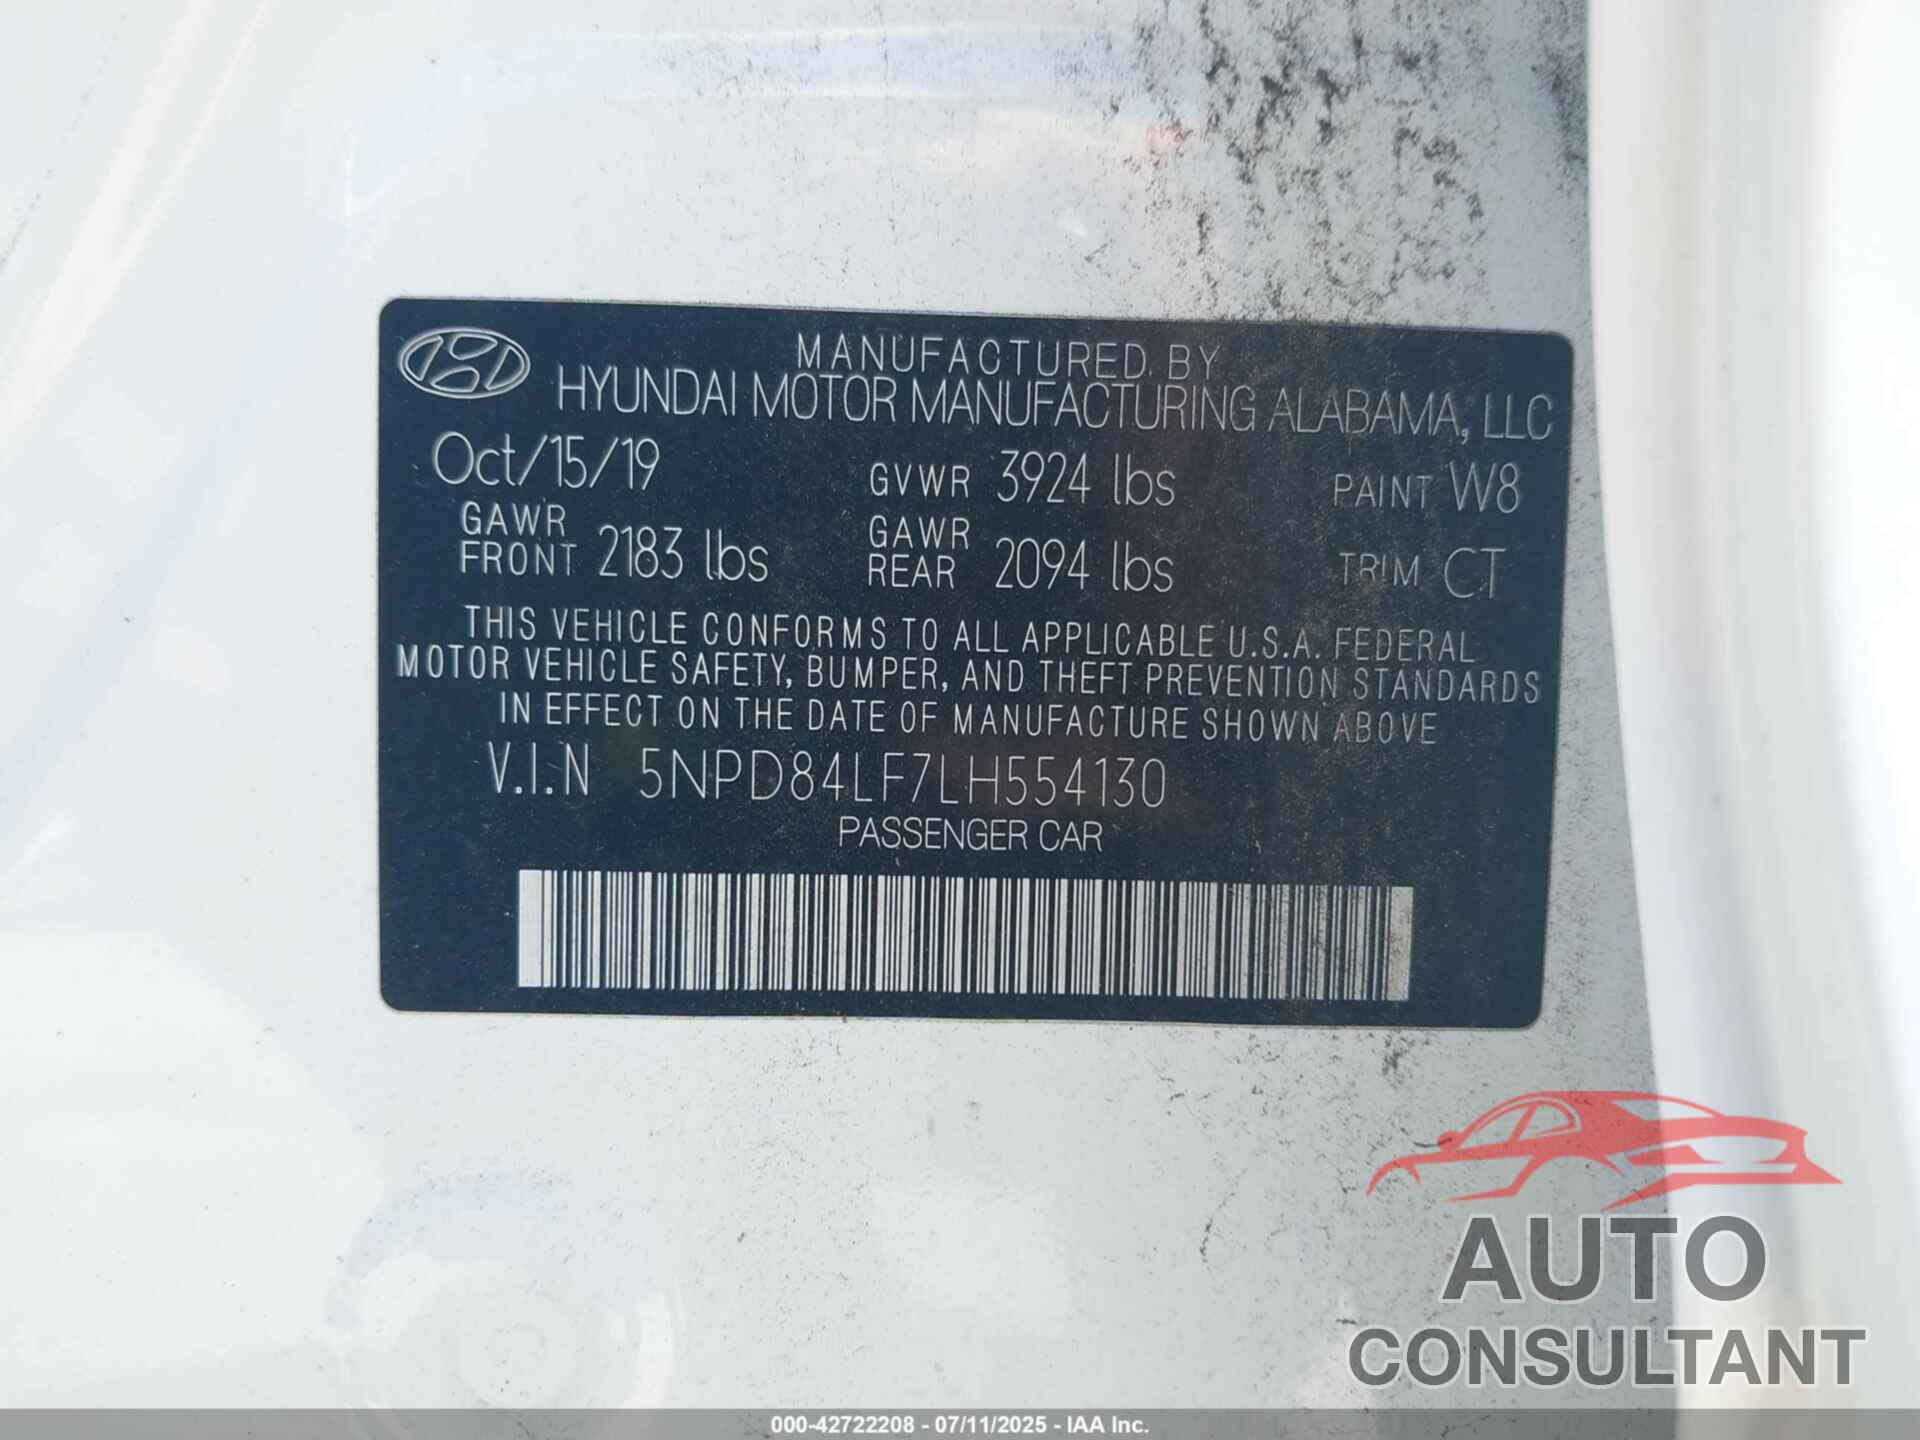 MANUFACTURED BY
HYUNDAI MOTOR MANUFACTURING ALABAMA, LLC
Oct/15/19 GVWR 3924 lbs PAINT W8
GAWR FRONT 2183 lbs GAWR REAR 2094 lbs TRIM CT
THIS VEHICLE CONFORMS TO ALL APPLICABLE U.S.A. FEDERAL
MOTOR VEHICLE SAFETY, BUMPER, AND THEFT PREVENTION STANDARDS
IN EFFECT ON THE DATE OF MANUFACTURE SHOWN ABOVE
V.I.N 5NPD84LF7LH554130
PASSENGER CAR
AUTO
CONSULTANT
000-42722208 - 07/11/2025 - IAA Inc.